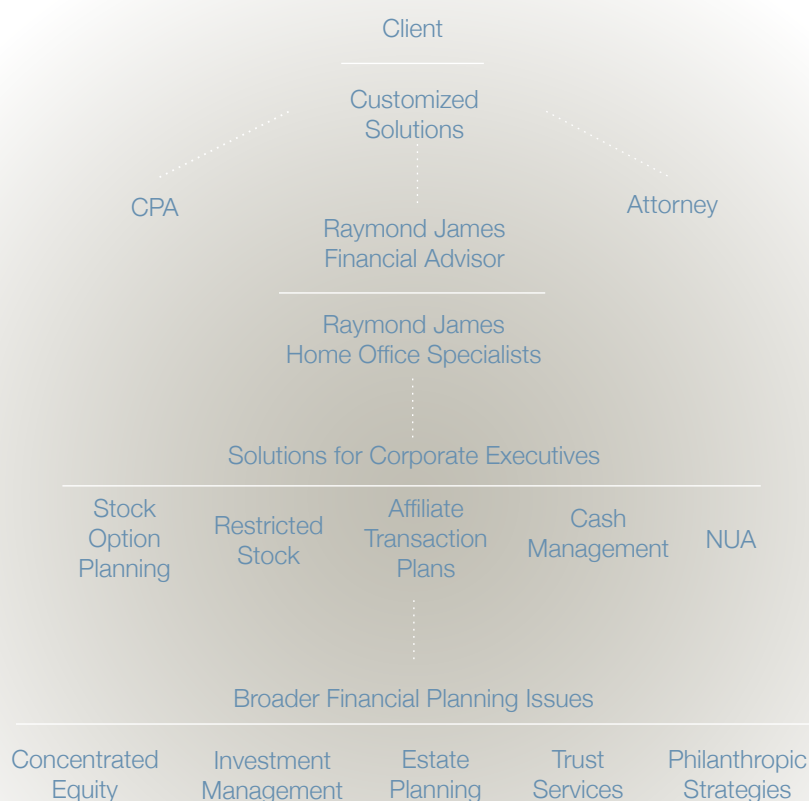 Client
Customized
Solutions
CPA
Attorney
Raymond James
Financial Advisor
Raymond James
Home Office Specialists
Solutions for Corporate Executives
Stock
Option
Planning
Restricted
Stock
Affiliate
Transaction
Plans
Cash
Management
NUA
Broader Financial Planning Issues
Concentrated
Equity
Investment
Management
Estate
Planning
Trust
Services
Philanthropic
Strategies